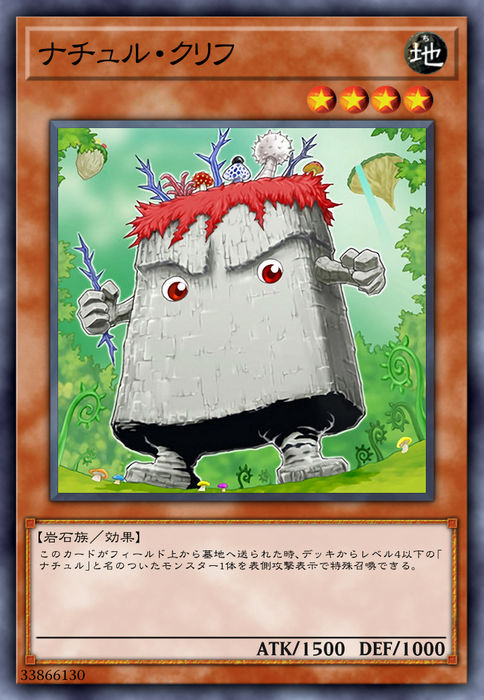 ナチュル・クリフ
ち
地
【岩石族／効果】
このカードがフィールド上から墓地へ送られた時、デッキからレベル4以下の「
ナチュル」と名のついたモンスター1体を表側攻撃表示で特殊召喚できる。
ATK/1500 DEF/1000
33866130